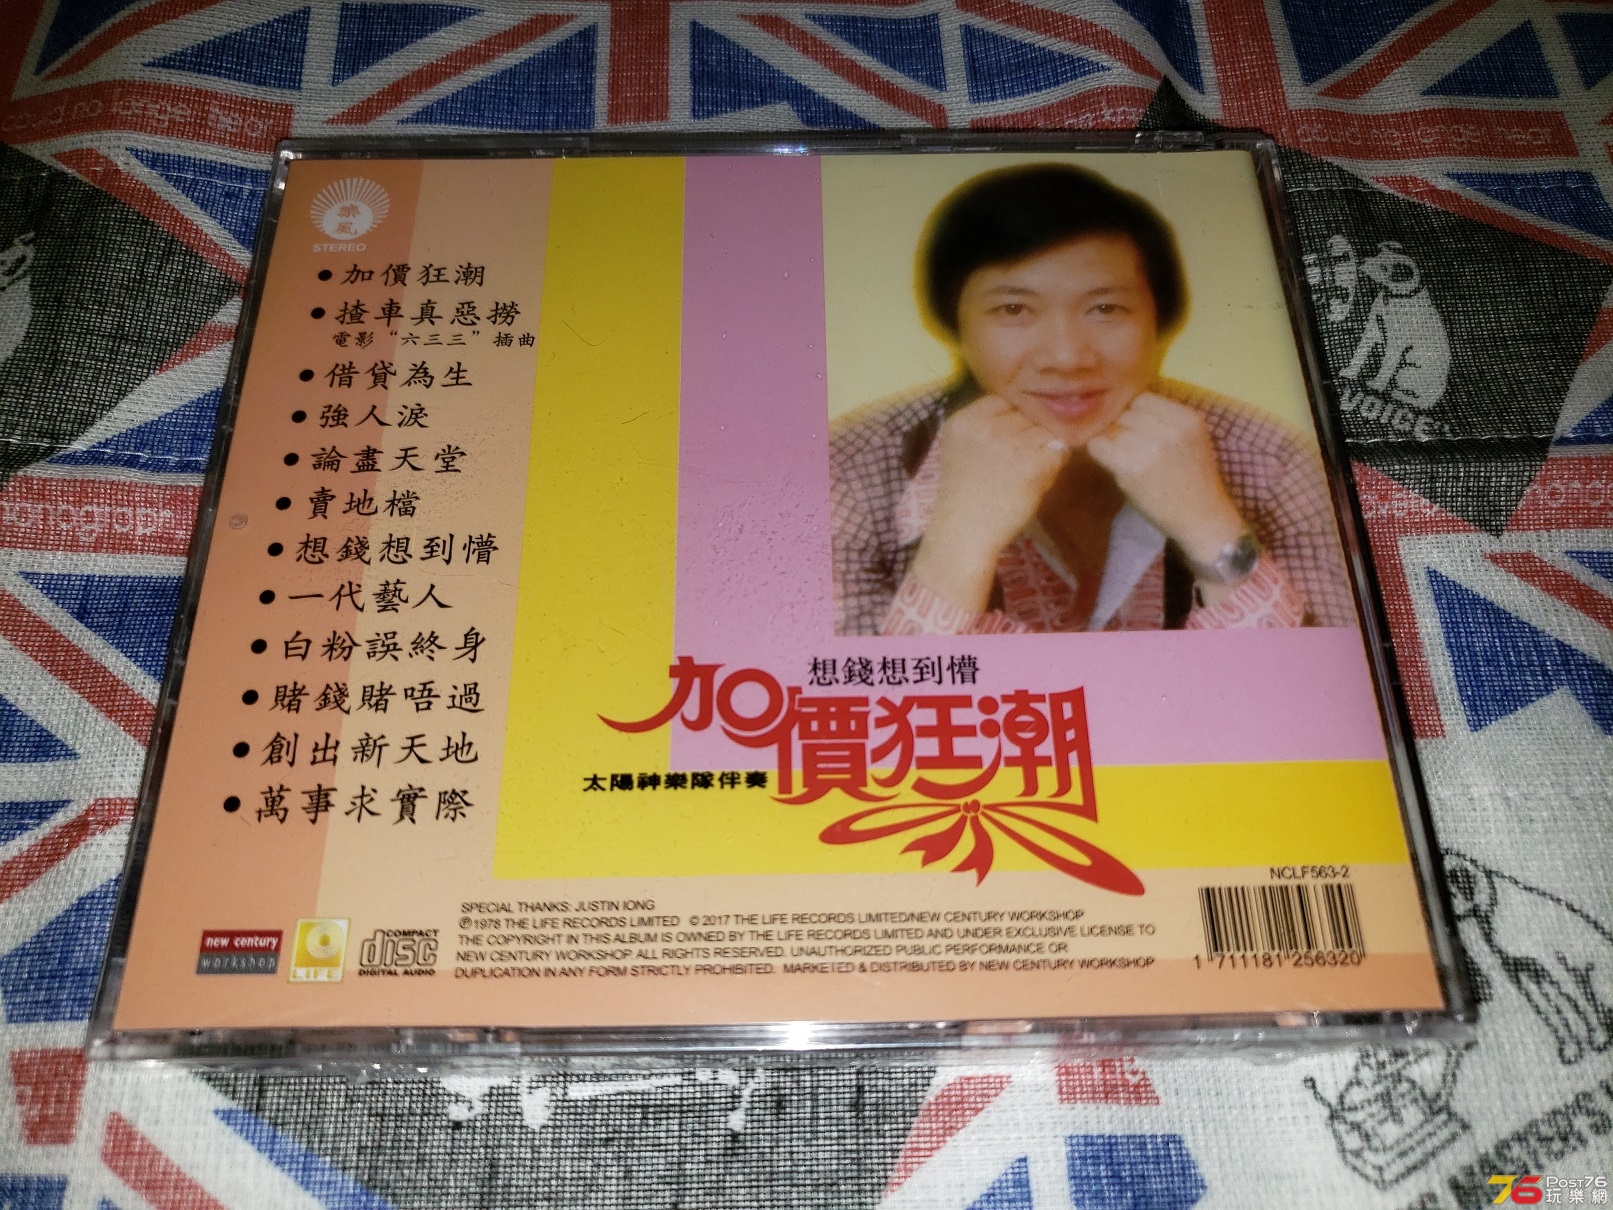 樂風
STEREO
加價狂潮
揸車真惡撈
電影“六三三”插曲
借貸為生
強人淚
論盡天堂
賣地檔
想錢想到懵
一代藝人
白粉誤終身
賭錢賭唔過
創出新天地
萬事求實際
想錢想到懵
加價狂潮
太陽神樂隊伴奏
NCLF563-2
SPECIAL THANKS: JUSTIN IONG
℗1978 THE LIFE RECORDS LIMITED © 2017 THE LIFE RECORDS LIMITED/NEW CENTURY WORKSHOP
THE COPYRIGHT IN THIS ALBUM IS OWNED BY THE LIFE RECORDS LIMITED AND UNDER EXCLUSIVE LICENSE TO
NEW CENTURY WORKSHOP. ALL RIGHTS RESERVED. UNAUTHORIZED PUBLIC PERFORMANCE OR
DUPLICATION IN ANY FORM STRICTLY PROHIBITED. MARKETED & DISTRIBUTED BY NEW CENTURY WORKSHOP
new century
workshop
LIFE
COMPACT
disc
DIGITAL AUDIO
1 711181 256320
VOICE
76 Post76
玩樂網